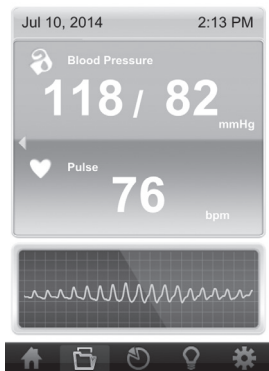 Jul 10, 2014 2:13 PM
Blood Pressure
118 / 82
mmHg
Pulse
76
bpm